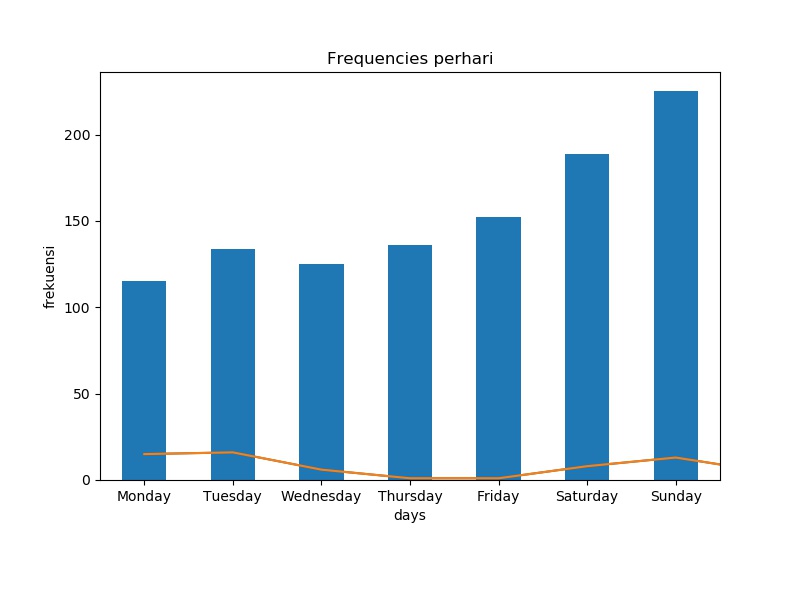 Frequencies perhari
200
150
100
50
0
frekuensi
Monday Tuesday Wednesday Thursday Friday Saturday Sunday
days